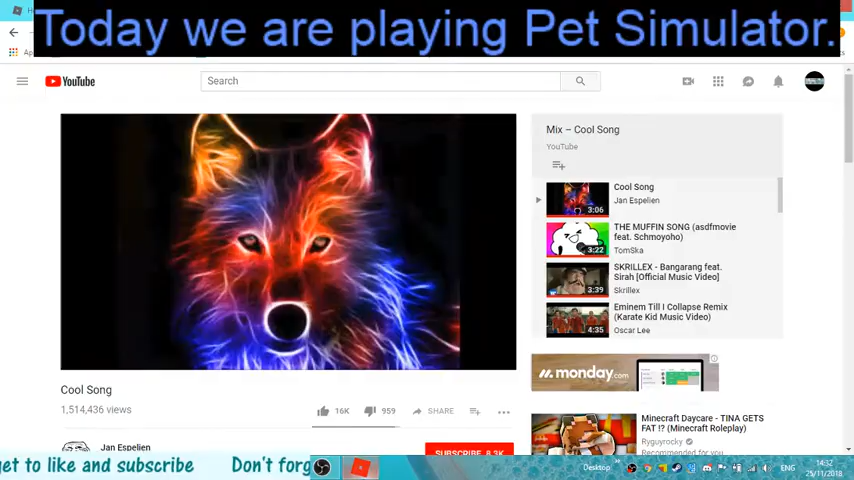 Today we are playing Pet Simulator.
YouTube
Search
Mix – Cool Song
YouTube
Cool Song
Jan Espelien
3:06
THE MUFFIN SONG (asdfmovie
feat. Schmoyoho)
TomSka
3:22
SKRILLEX - Bangarang feat.
Sirah [Official Music Video]
Skrillex
3:39
Eminem Till I Collapse Remix
(Karate Kid Music Video)
Oscar Lee
4:35
monday.com
Cool Song
1,514,436 views
16K
959
SHARE
Minecraft Daycare - TINA GETS
FAT !? (Minecraft Roleplay)
Ryguyrocky
Recommended for you
Jan Espelien
SUBSCRIBE 8.3K
get to like and subscribe
Don't forg
Desktop
ENG
14:32
25/11/2018